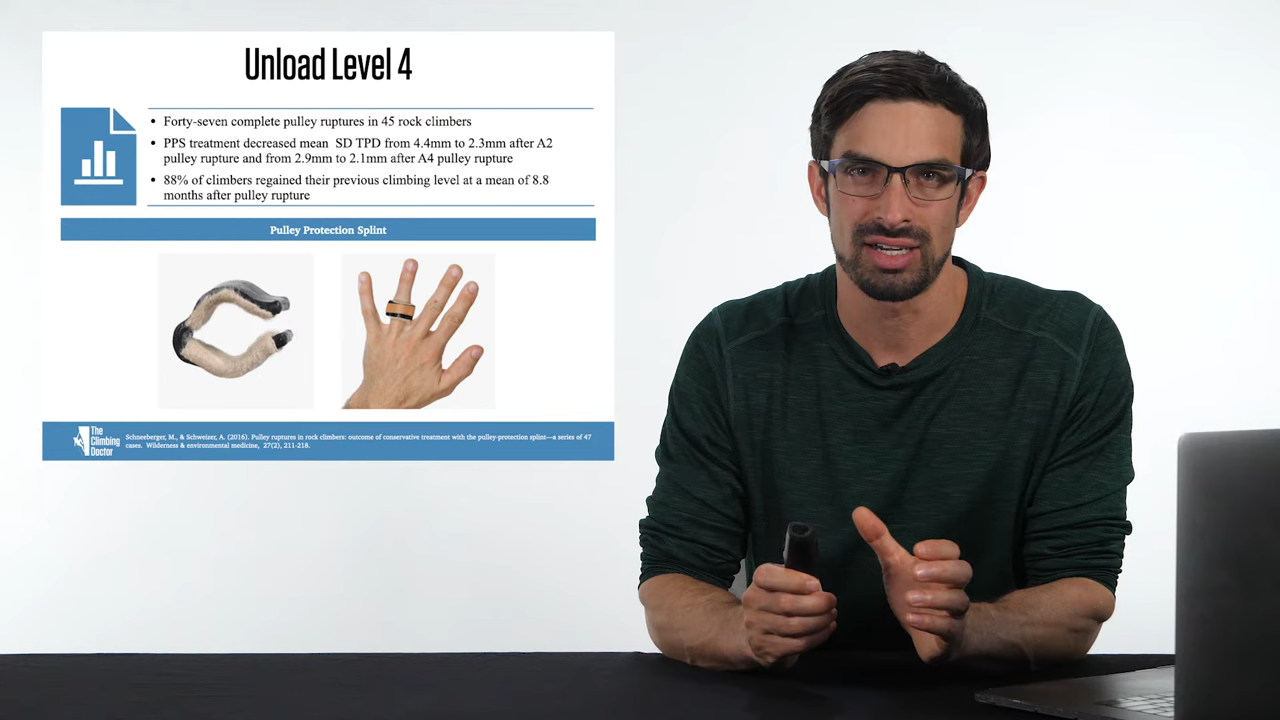 Unload Level 4
• Forty-seven complete pulley ruptures in 45 rock climbers
• PPS treatment decreased mean SD TPD from 4.4mm to 2.3mm after A2
pulley rupture and from 2.9mm to 2.1mm after A4 pulley rupture
• 88% of climbers regained their previous climbing level at a mean of 8.8
months after pulley rupture
Pulley Protection Splint
The
Climbing
Doctor
Schneeberger, M., & Schweizer, A. (2016). Pulley ruptures in rock climbers: outcome of conservative treatment with the pulley-protection splint—a series of 47
cases. Wilderness & environmental medicine, 27(2), 211-218.